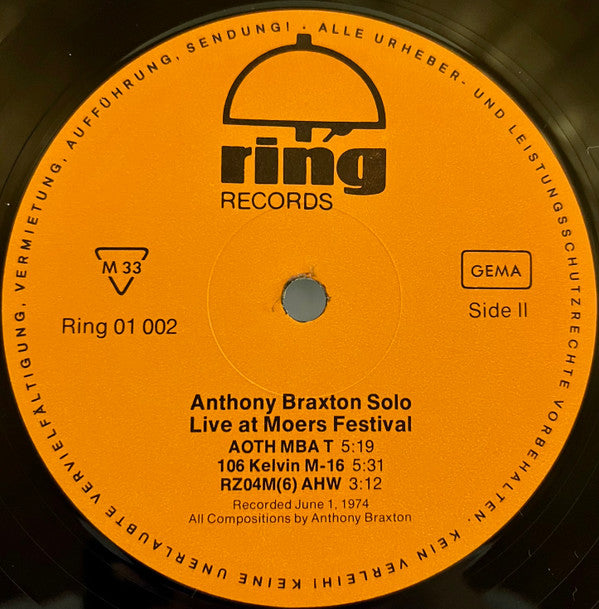 ring
RECORDS
M 33
Ring 01 002
GEMA
Side II
Anthony Braxton Solo
Live at Moers Festival
AOTH MBA T 5:19
106 Kelvin M-16 5:31
RZ04M(6) AHW 3:12
Recorded June 1, 1974
All Compositions by Anthony Braxton
ALLE URHEBER- UND LEISTUNGSSCHUTZRECHTE VORBEHALTEN. KEIN VERLEIH! KEINE UNERLAUBTE VERVIELFÄLTIGUNG, VERMIETUNG, AUFFÜHRUNG, SENDUNG! -